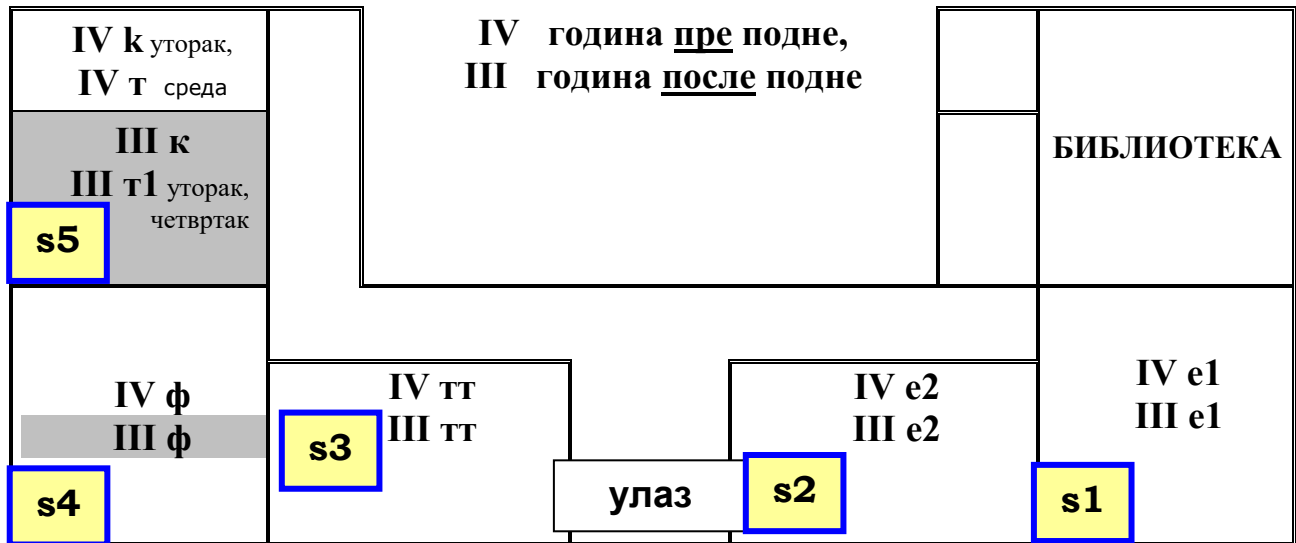 IV k уторак,
IV т среда
IV година пре подне,
III година после подне
III к
III т1 уторак,
четвртак
s5
БИБЛИОТЕКА
IV ф
III ф
s4
IV тт
III тт
s3
улаз
IV е2
III е2
s2
IV е1
III е1
s1